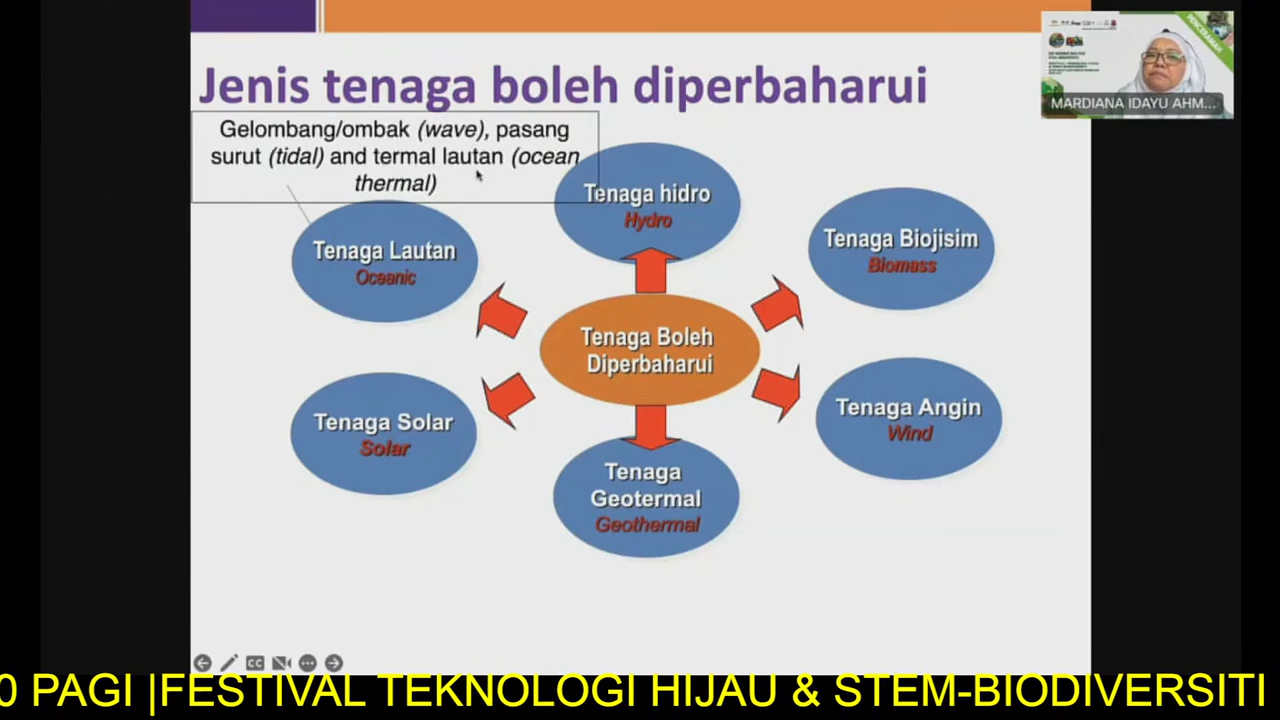 Jenis tenaga boleh diperbaharui
Gelombang/ombak (wave), pasang
surut (tidal) and termal lautan (ocean
thermal)
Tenaga hidro
Hydro
Tenaga Lautan
Oceanic
Tenaga Biojisim
Biomass
Tenaga Boleh
Diperbaharui
Tenaga Solar
Solar
Tenaga Angin
Wind
Tenaga
Geotermal
Geothermal
PENCERAMAH
MARDIANA IDAYU AHM...
CC
0 PAGI |FESTIVAL TEKNOLOGI HIJAU & STEM-BIODIVERSITI